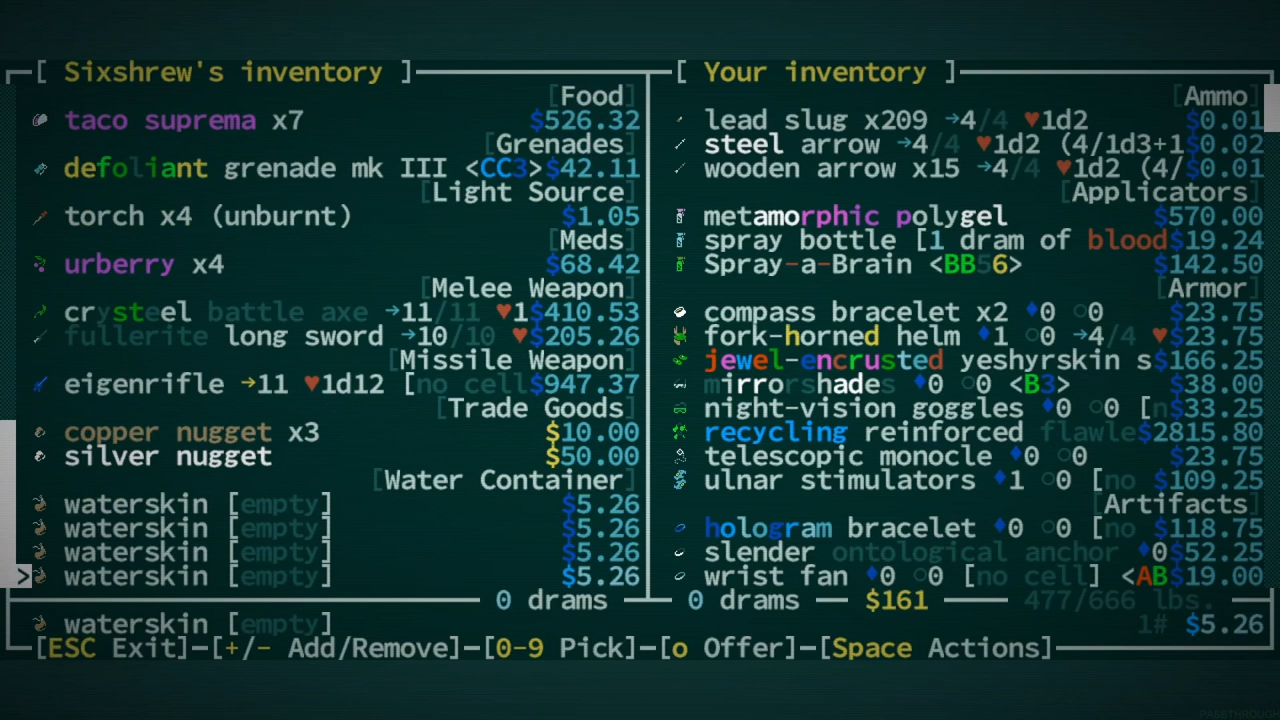 [ Sixshrew's inventory ]
[Food]
taco suprema x7 $526.32
[Grenades]
defoliant grenade mk III <CC3>$42.11
[Light Source]
torch x4 (unburnt) $1.05
[Meds]
urberry x4 $68.42
[Melee Weapon]
crysteel battle axe →11/11 ♥1$410.53
fullerite long sword →10/10 ♥$205.26
[Missile Weapon]
eigenrifle →11 ♥1d12 [no cell$947.37
[Trade Goods]
copper nugget x3 $10.00
silver nugget $50.00
[Water Container]
waterskin [empty] $5.26
waterskin [empty] $5.26
waterskin [empty] $5.26
>waterskin [empty] $5.26
0 drams
[ Your inventory ]
[Ammo]
lead slug x209 →4/4 ♥1d2 $0.01
steel arrow →4/4 ♥1d2 (4/1d3+1$0.02
wooden arrow x15 →4/4 ♥1d2 (4/$0.01
[Applicators]
metamorphic polygel $570.00
spray bottle [1 dram of blood$19.24
Spray-a-Brain <BB56> $142.50
[Armor]
compass bracelet x2 ♦0 ○0 $23.75
fork-horned helm ♦1 ○0 →4/4 ♥$23.75
jewel-encrusted yeshyrskin s$166.25
mirrorshades ♦0 ○0 <B3> $38.00
night-vision goggles ♦0 ○0 [n$33.25
recycling reinforced flawle$2815.80
telescopic monocle ♦0 ○0 $23.75
ulnar stimulators ♦1 ○0 [no $109.25
[Artifacts]
hologram bracelet ♦0 ○0 [no $118.75
slender ontological anchor ♦0$52.25
wrist fan ♦0 ○0 [no cell] <AB$19.00
0 drams $161 477/666 lbs.
waterskin [empty] 1# $5.26
[ESC Exit]-[+/- Add/Remove]-[0-9 Pick]-[o Offer]-[Space Actions]